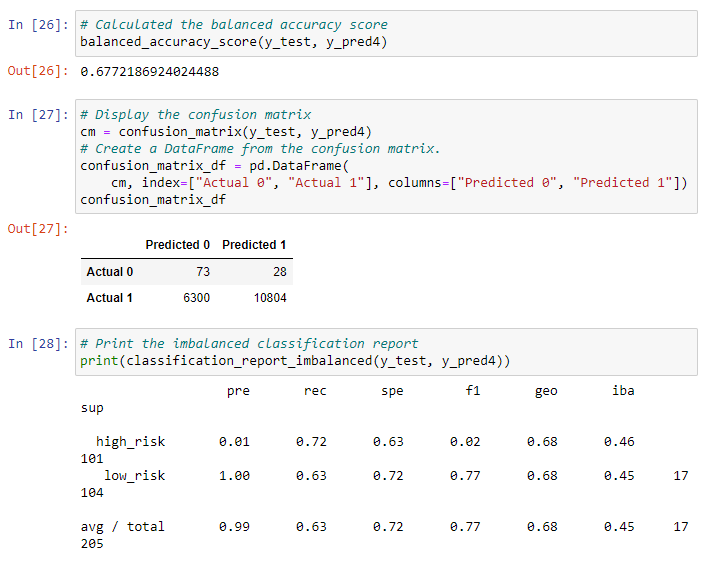 In [26]: # Calculated the balanced accuracy score
balanced_accuracy_score(y_test, y_pred4)
Out[26]: 0.6772186924024488
In [27]: # Display the confusion matrix
cm = confusion_matrix(y_test, y_pred4)
# Create a DataFrame from the confusion matrix.
confusion_matrix_df = pd.DataFrame(
    cm, index=["Actual 0", "Actual 1"], columns=["Predicted 0", "Predicted 1"])
confusion_matrix_df
Out[27]:
Predicted 0 Predicted 1
Actual 0 73 28
Actual 1 6300 10804
In [28]: # Print the imbalanced classification report
print(classification_report_imbalanced(y_test, y_pred4))
pre rec spe f1 geo iba
sup
high_risk 0.01 0.72 0.63 0.02 0.68 0.46
101
low_risk 1.00 0.63 0.72 0.77 0.68 0.45 17
104
avg / total 0.99 0.63 0.72 0.77 0.68 0.45 17
205